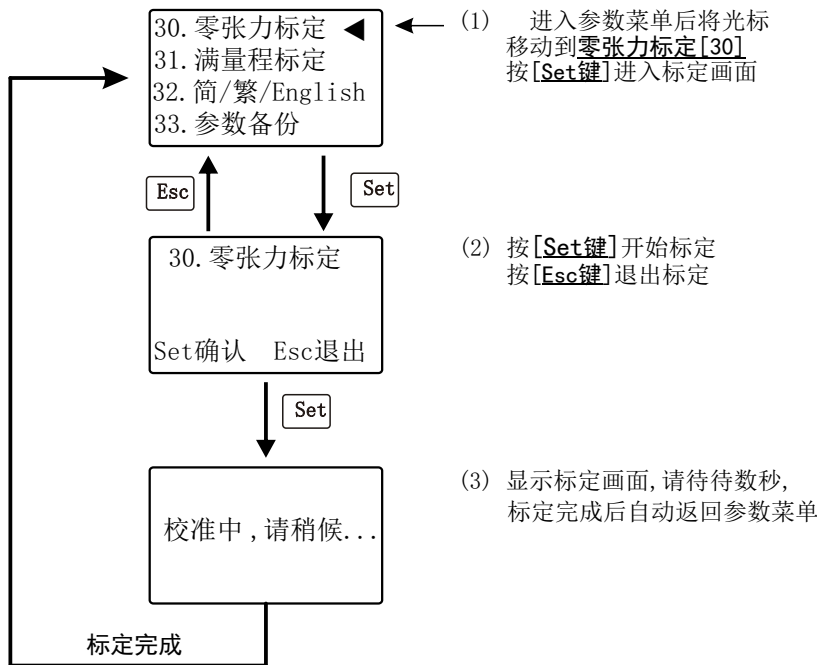 30.零张力标定 ◀
31.满量程标定
32.简/繁/English
33.参数备份
(1) 进入参数菜单后将光标
移动到零张力标定[30]
按[Set键]进入标定画面
Esc
Set
30.零张力标定
Set确认 Esc退出
(2) 按[Set键]开始标定
按[Esc键]退出标定
Set
校准中,请稍候...
(3) 显示标定画面,请待待数秒,
标定完成后自动返回参数菜单
标定完成